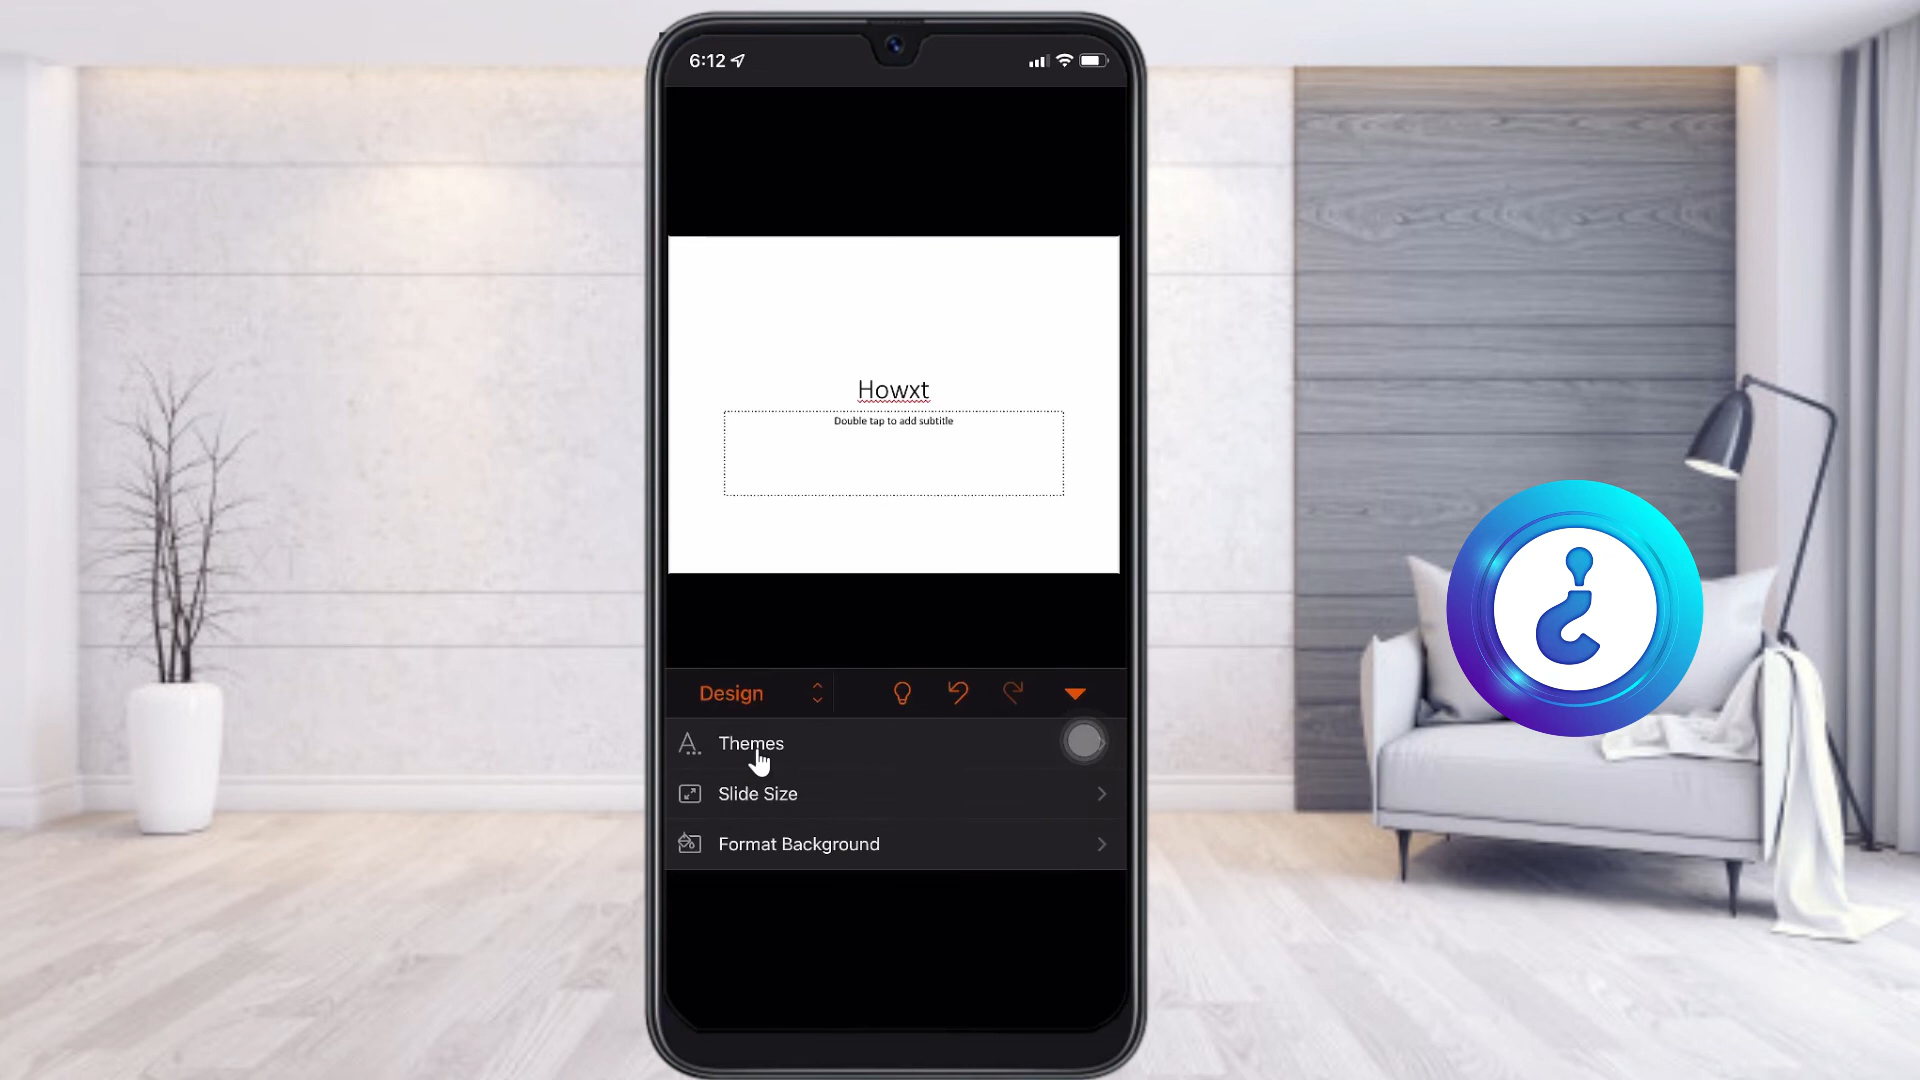 6:12
Howxt
Double tap to add subtitle
Design
Themes
Slide Size
Format Background